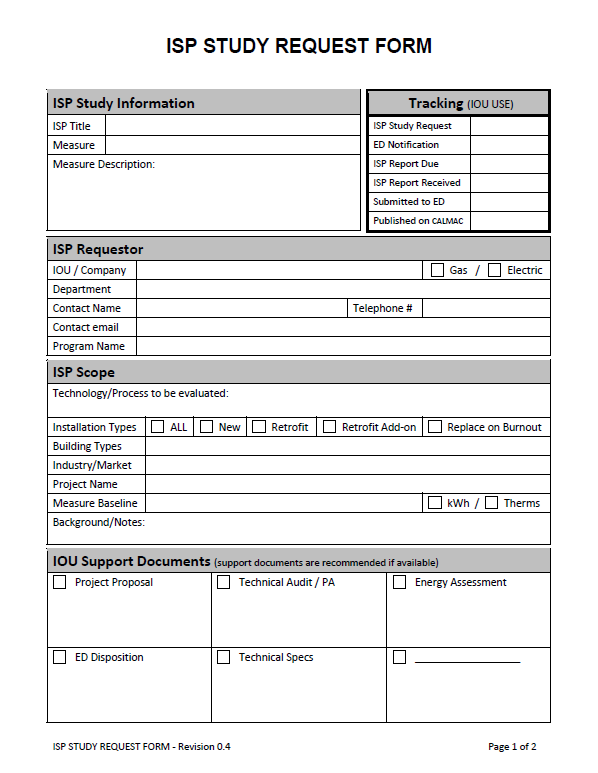 ISP STUDY REQUEST FORM
ISP Study Information
ISP Title
Measure
Measure Description:
Tracking (IOU USE)
ISP Study Request
ED Notification
ISP Report Due
ISP Report Received
Submitted to ED
Published on CALMAC
ISP Requestor
IOU / Company Gas / Electric
Department
Contact Name Telephone #
Contact email
Program Name
ISP Scope
Technology/Process to be evaluated:
Installation Types ALL New Retrofit Retrofit Add-on Replace on Burnout
Building Types
Industry/Market
Project Name
Measure Baseline kWh / Therms
Background/Notes:
IOU Support Documents (support documents are recommended if available)
Project Proposal Technical Audit / PA Energy Assessment
ED Disposition Technical Specs ____________________
ISP STUDY REQUEST FORM - Revision 0.4 Page 1 of 2